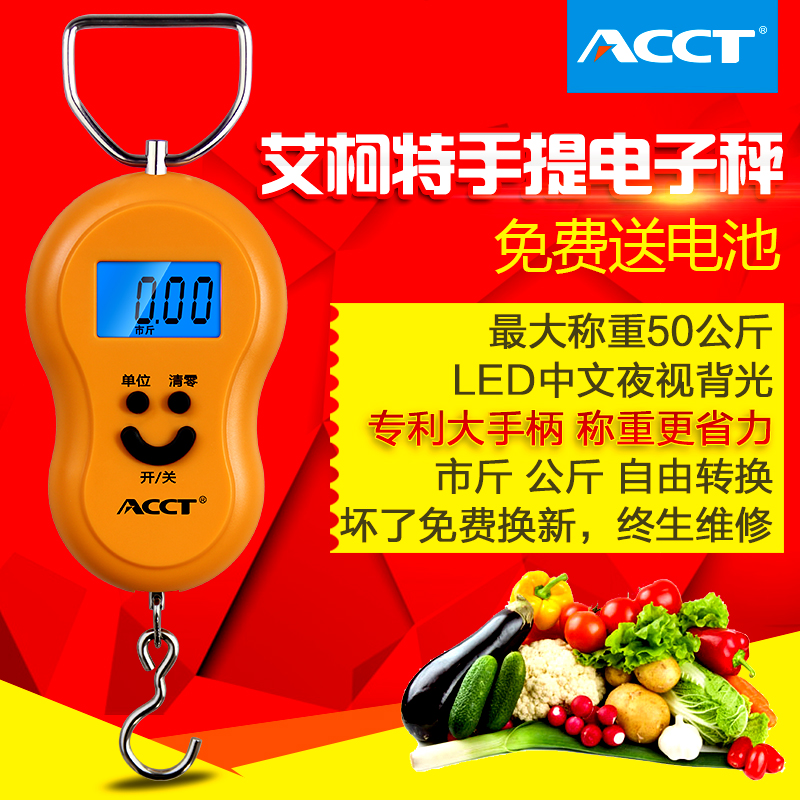 ACCT®
艾柯特手提电子秤
免费送电池
最大称重50公斤
LED中文夜视背光
专利大手柄 称重更省力
市斤 公斤 自由转换
坏了免费换新，终生维修
0.00
市斤
单位 清零
开/关
ACCT®